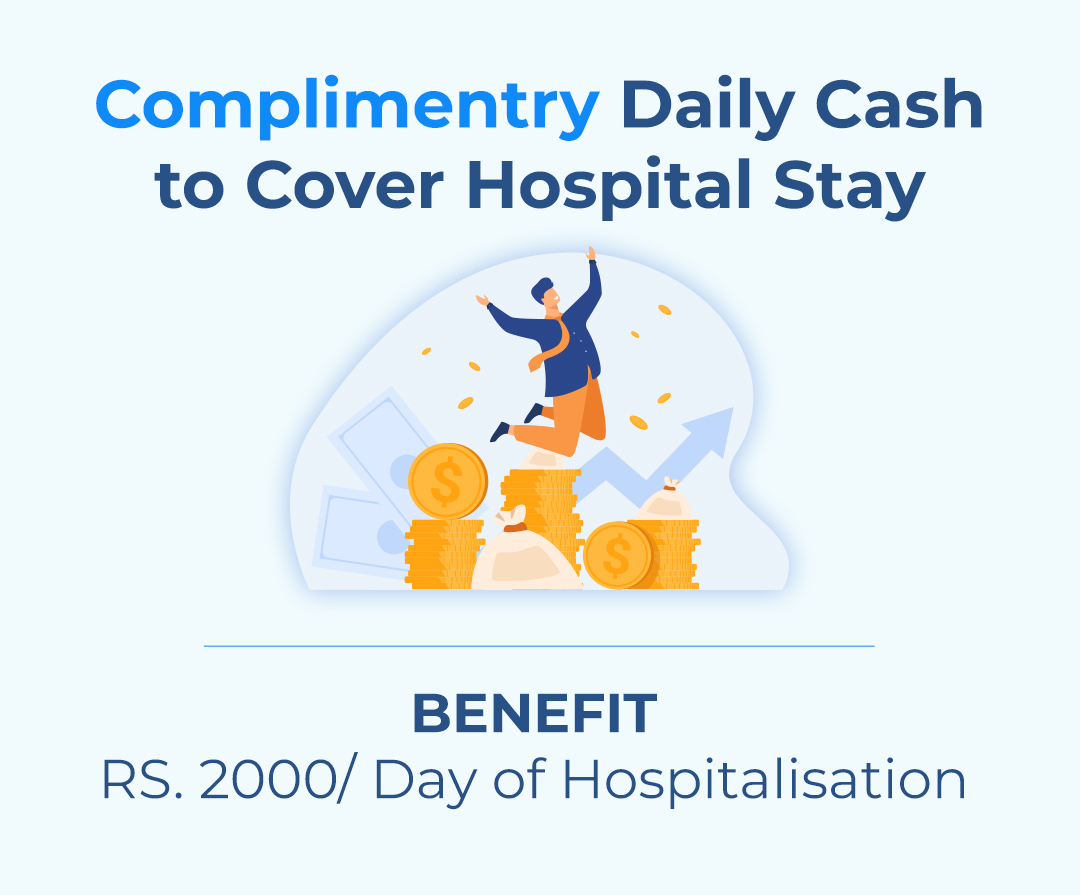 Complimentry Daily Cash
to Cover Hospital Stay
$
$
BENEFIT
RS. 2000/ Day of Hospitalisation